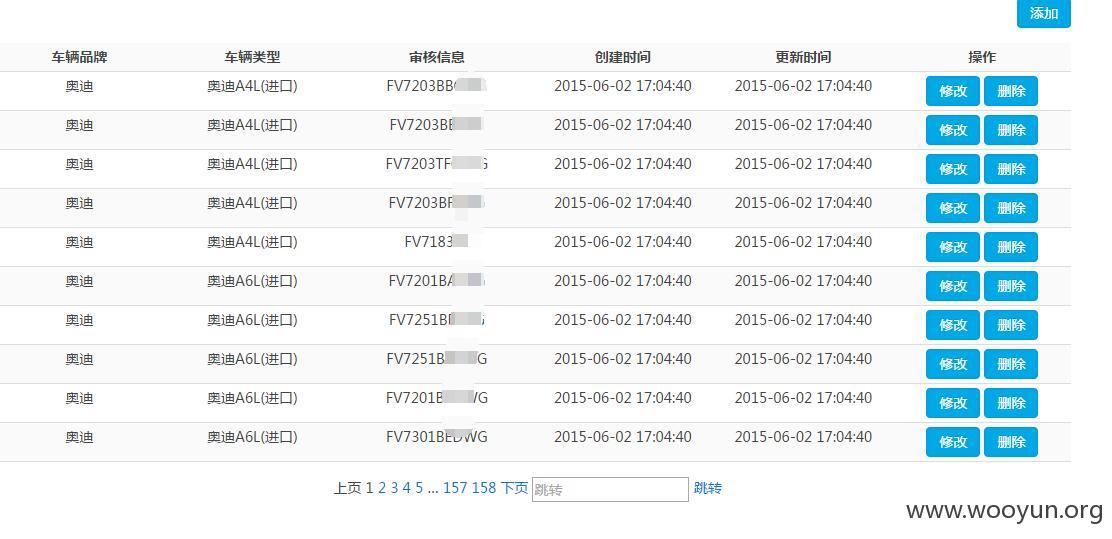 添加
车辆品牌 车辆类型 审核信息 创建时间 更新时间 操作
奥迪 奥迪A4L(进口) FV7203BB 2015-06-02 17:04:40 2015-06-02 17:04:40 修改 删除
奥迪 奥迪A4L(进口) FV7203B 2015-06-02 17:04:40 2015-06-02 17:04:40 修改 删除
奥迪 奥迪A4L(进口) FV7203TF G 2015-06-02 17:04:40 2015-06-02 17:04:40 修改 删除
奥迪 奥迪A4L(进口) FV7203B 2015-06-02 17:04:40 2015-06-02 17:04:40 修改 删除
奥迪 奥迪A4L(进口) FV7183 2015-06-02 17:04:40 2015-06-02 17:04:40 修改 删除
奥迪 奥迪A6L(进口) FV7201BA 2015-06-02 17:04:40 2015-06-02 17:04:40 修改 删除
奥迪 奥迪A6L(进口) FV7251B 2015-06-02 17:04:40 2015-06-02 17:04:40 修改 删除
奥迪 奥迪A6L(进口) FV7251B G 2015-06-02 17:04:40 2015-06-02 17:04:40 修改 删除
奥迪 奥迪A6L(进口) FV7201B G 2015-06-02 17:04:40 2015-06-02 17:04:40 修改 删除
奥迪 奥迪A6L(进口) FV7301BEDWG 2015-06-02 17:04:40 2015-06-02 17:04:40 修改 删除
上页 1 2 3 4 5 ... 157 158 下页 跳转 跳转
www.wooyun.org